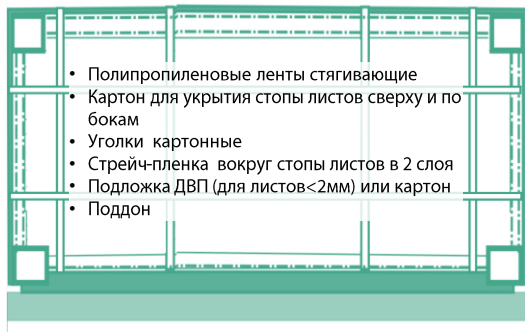 • Полипропиленовые ленты стягивающие
• Картон для укрытия стопы листов сверху и по
бокам
• Уголки картонные
• Стрейч-пленка вокруг стопы листов в 2 слоя
• Подложка ДВП (для листов<2мм) или картон
• Поддон